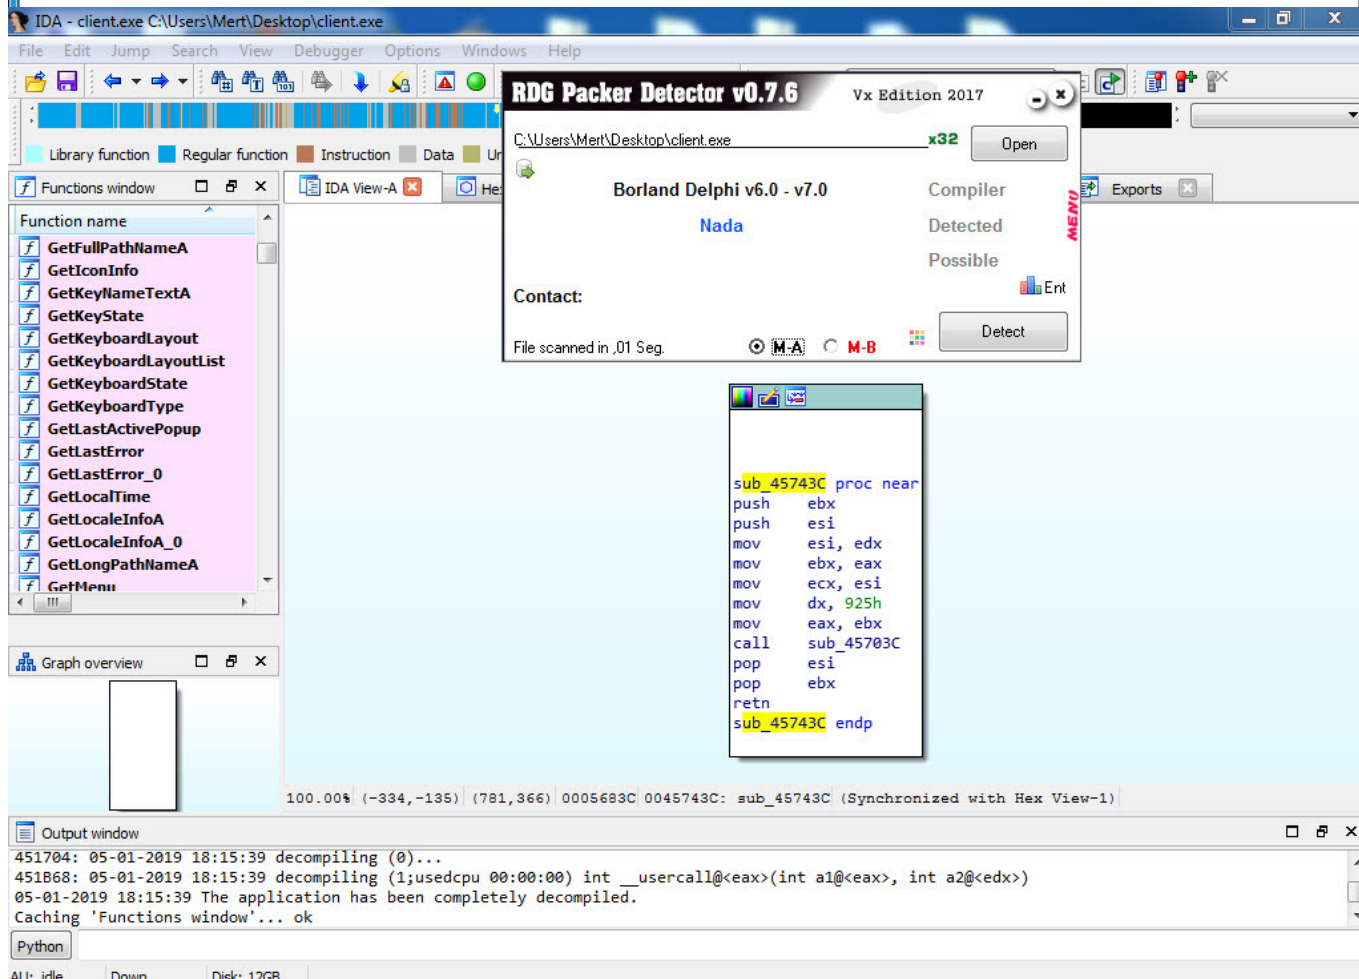 IDA - client.exe C:\Users\Mert\Desktop\client.exe
File Edit Jump Search View Debugger Options Windows Help
RDG Packer Detector v0.7.6 Vx Edition 2017
C:\Users\Mert\Desktop\client.exe x32 Open
Borland Delphi v6.0 - v7.0 Compiler
Nada Detected
Possible
MENU
Ent
Contact:
Detect
File scanned in ,01 Seg. M-A M-B
Library function Regular function Instruction Data
Functions window IDA View-A Exports
Function name
GetFullPathNameA
GetIconInfo
GetKeyNameTextA
GetKeyState
GetKeyboardLayout
GetKeyboardLayoutList
GetKeyboardState
GetKeyboardType
GetLastActivePopup
GetLastError
GetLastError_0
GetLocalTime
GetLocaleInfoA
GetLocaleInfoA_0
GetLongPathNameA
GetMenu
sub_45743C proc near
push ebx
push esi
mov esi, edx
mov ebx, eax
mov ecx, esi
mov dx, 925h
mov eax, ebx
call sub_45703C
pop esi
pop ebx
retn
sub_45743C endp
Graph overview
100.00% (-334,-135) (781,366) 0005683C 0045743C: sub_45743C (Synchronized with Hex View-1)
Output window
451704: 05-01-2019 18:15:39 decompiling (0)...
451B68: 05-01-2019 18:15:39 decompiling (1;usedcpu 00:00:00) int __usercall@<eax>(int a1@<eax>, int a2@<edx>)
05-01-2019 18:15:39 The application has been completely decompiled.
Caching 'Functions window'... ok
Python
AU: idle Down Disk: 12GB